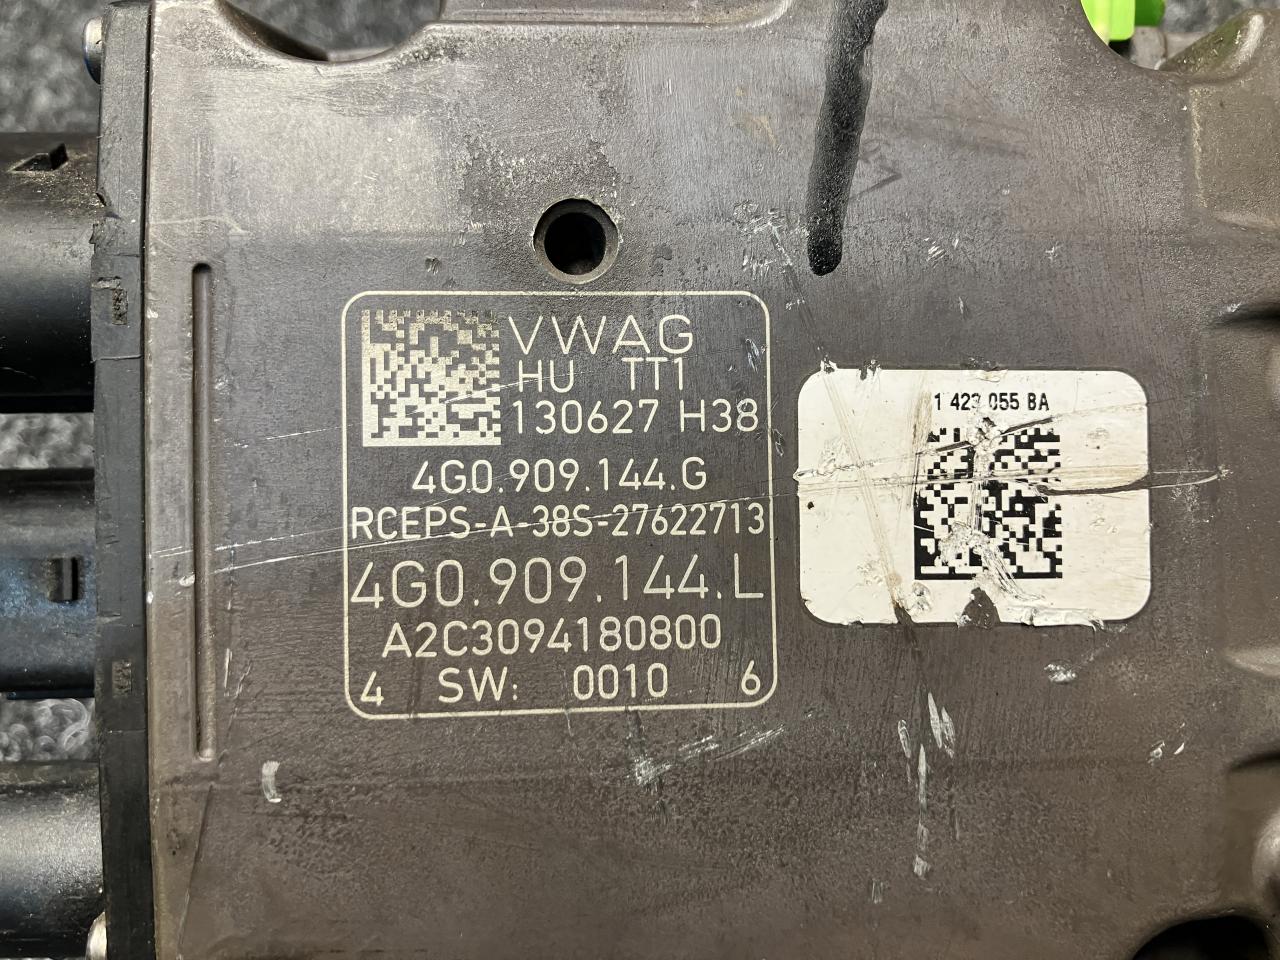 VWAG
HU TT1
130627 H38
4G0.909.144.G
RCEPS-A-38S-27622713
4G0.909.144.L
A2C3094180800
4 SW: 0010 6
1 423 055 BA